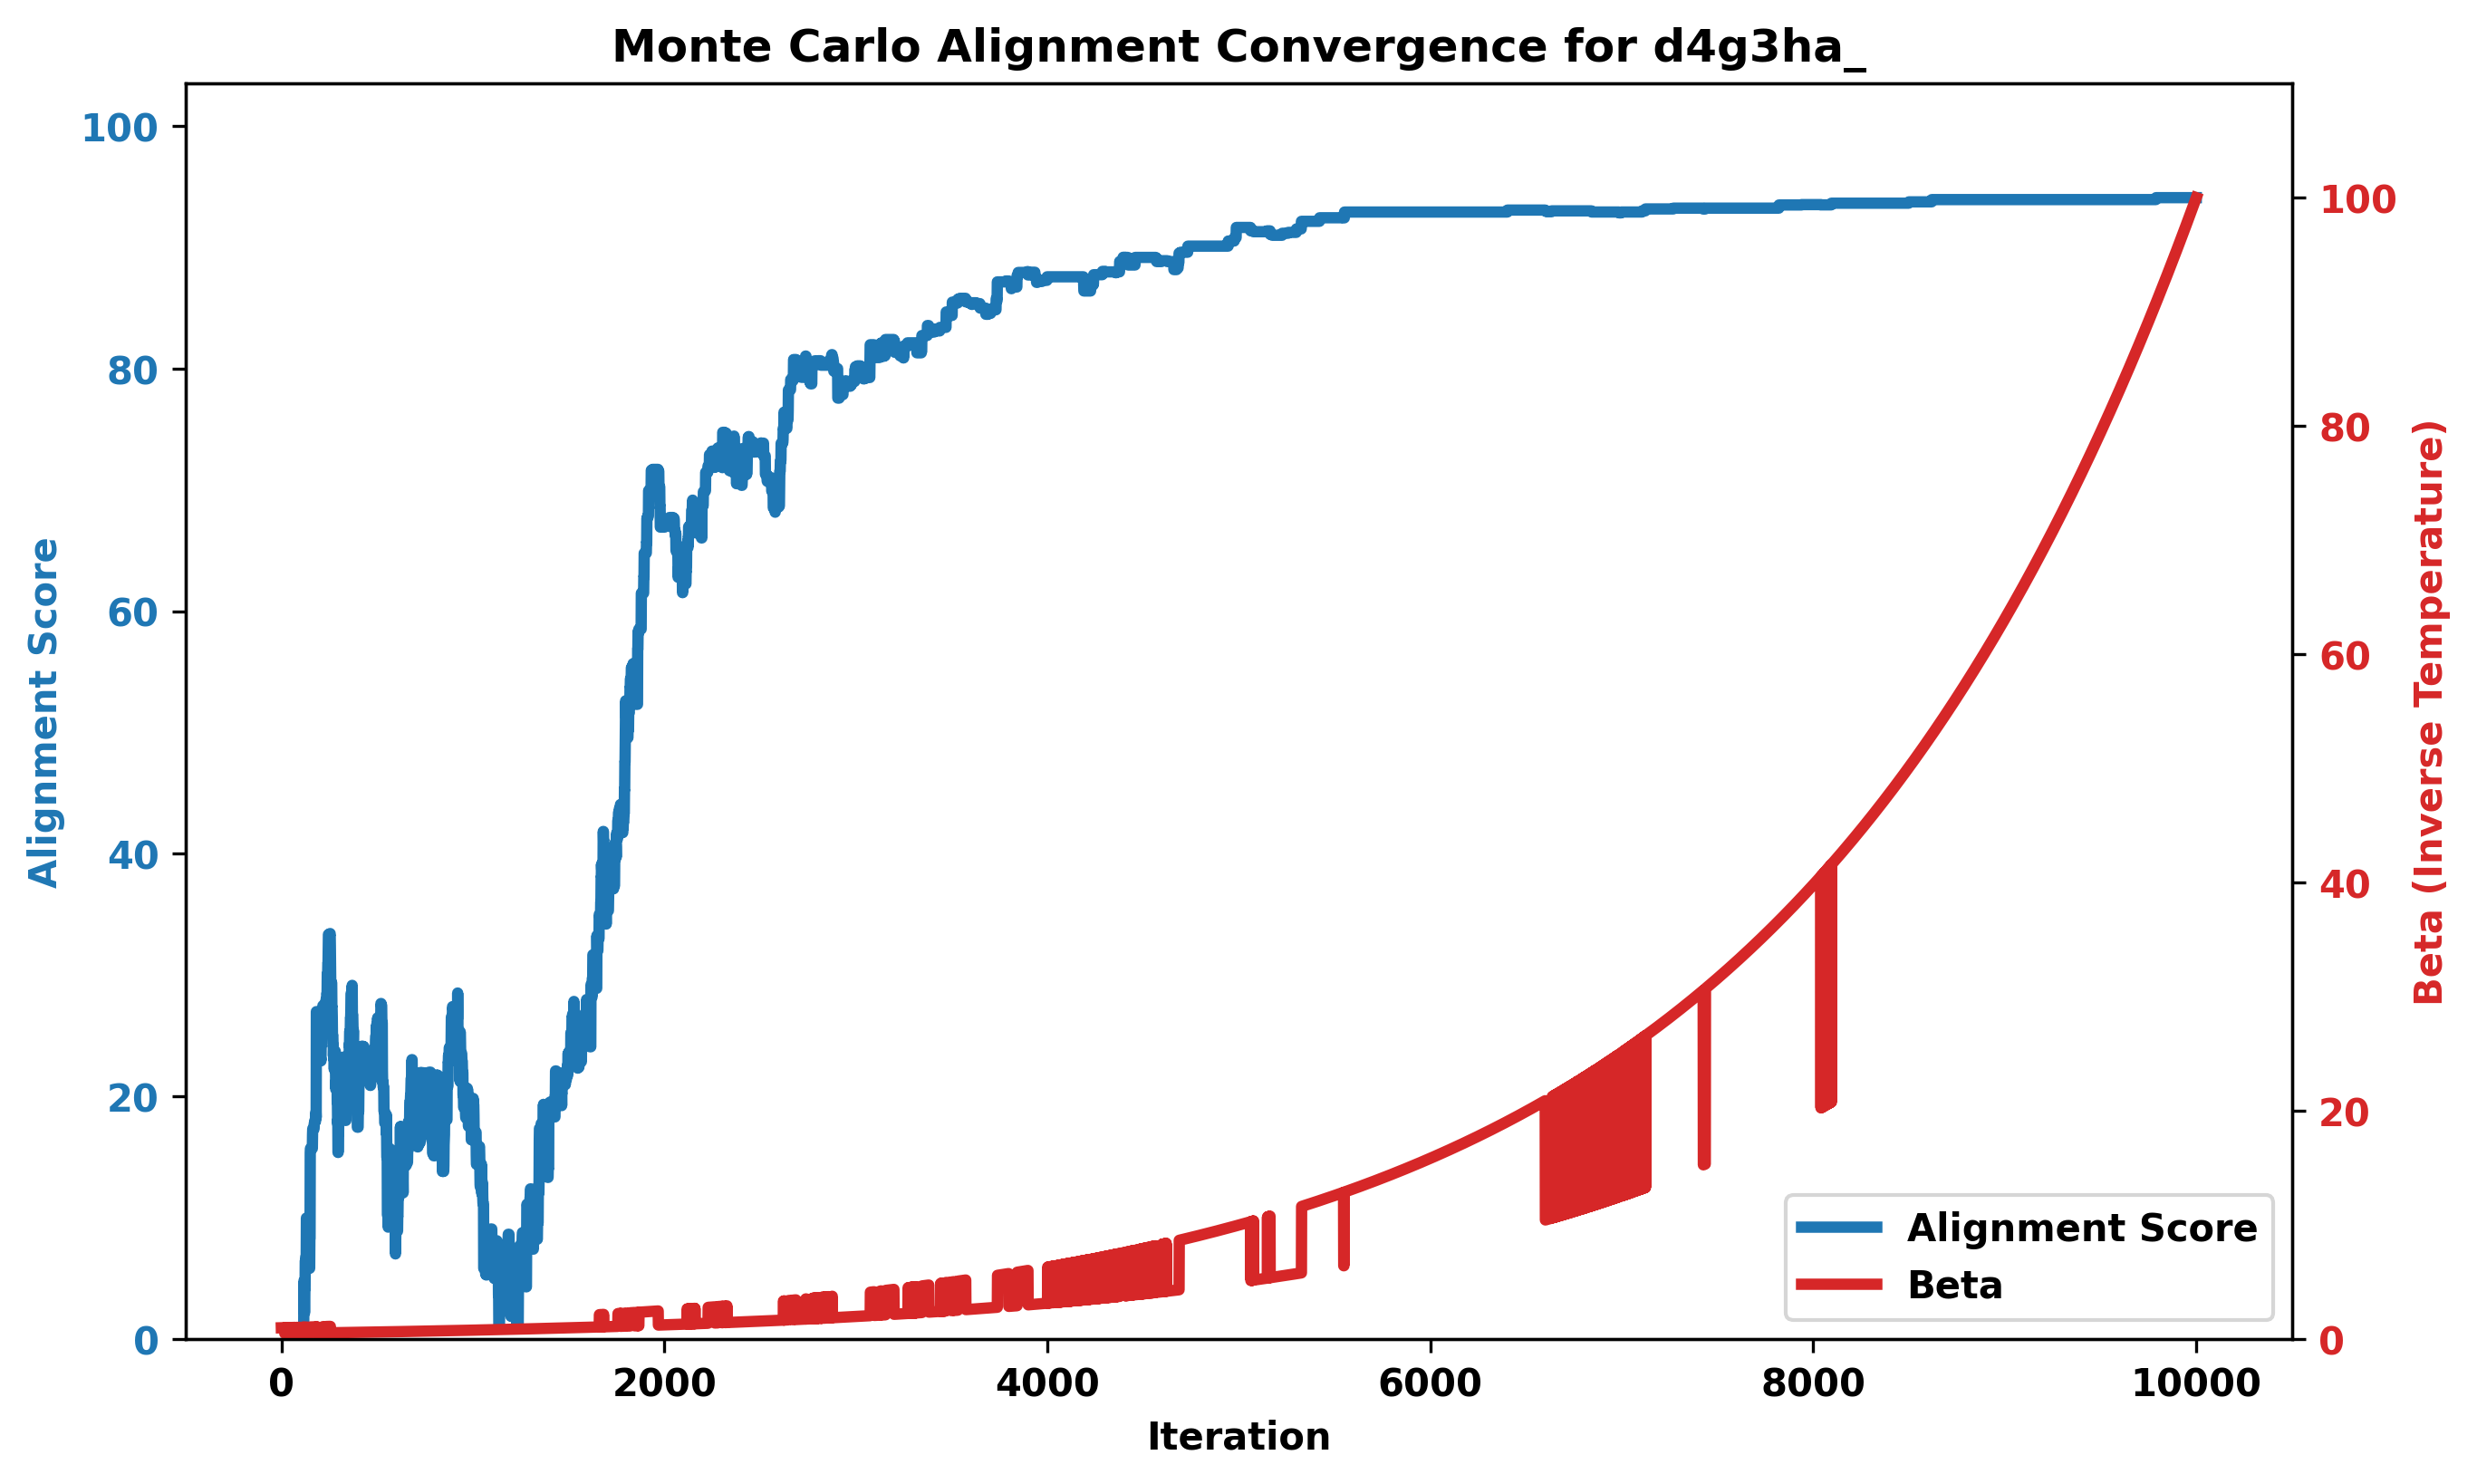 Monte Carlo Alignment Convergence for d4g3ha_
100
80
60
40
20
0
Alignment Score
100
80
60
40
20
0
Beta (Inverse Temperature)
Alignment Score
Beta
0 2000 4000 6000 8000 10000
Iteration